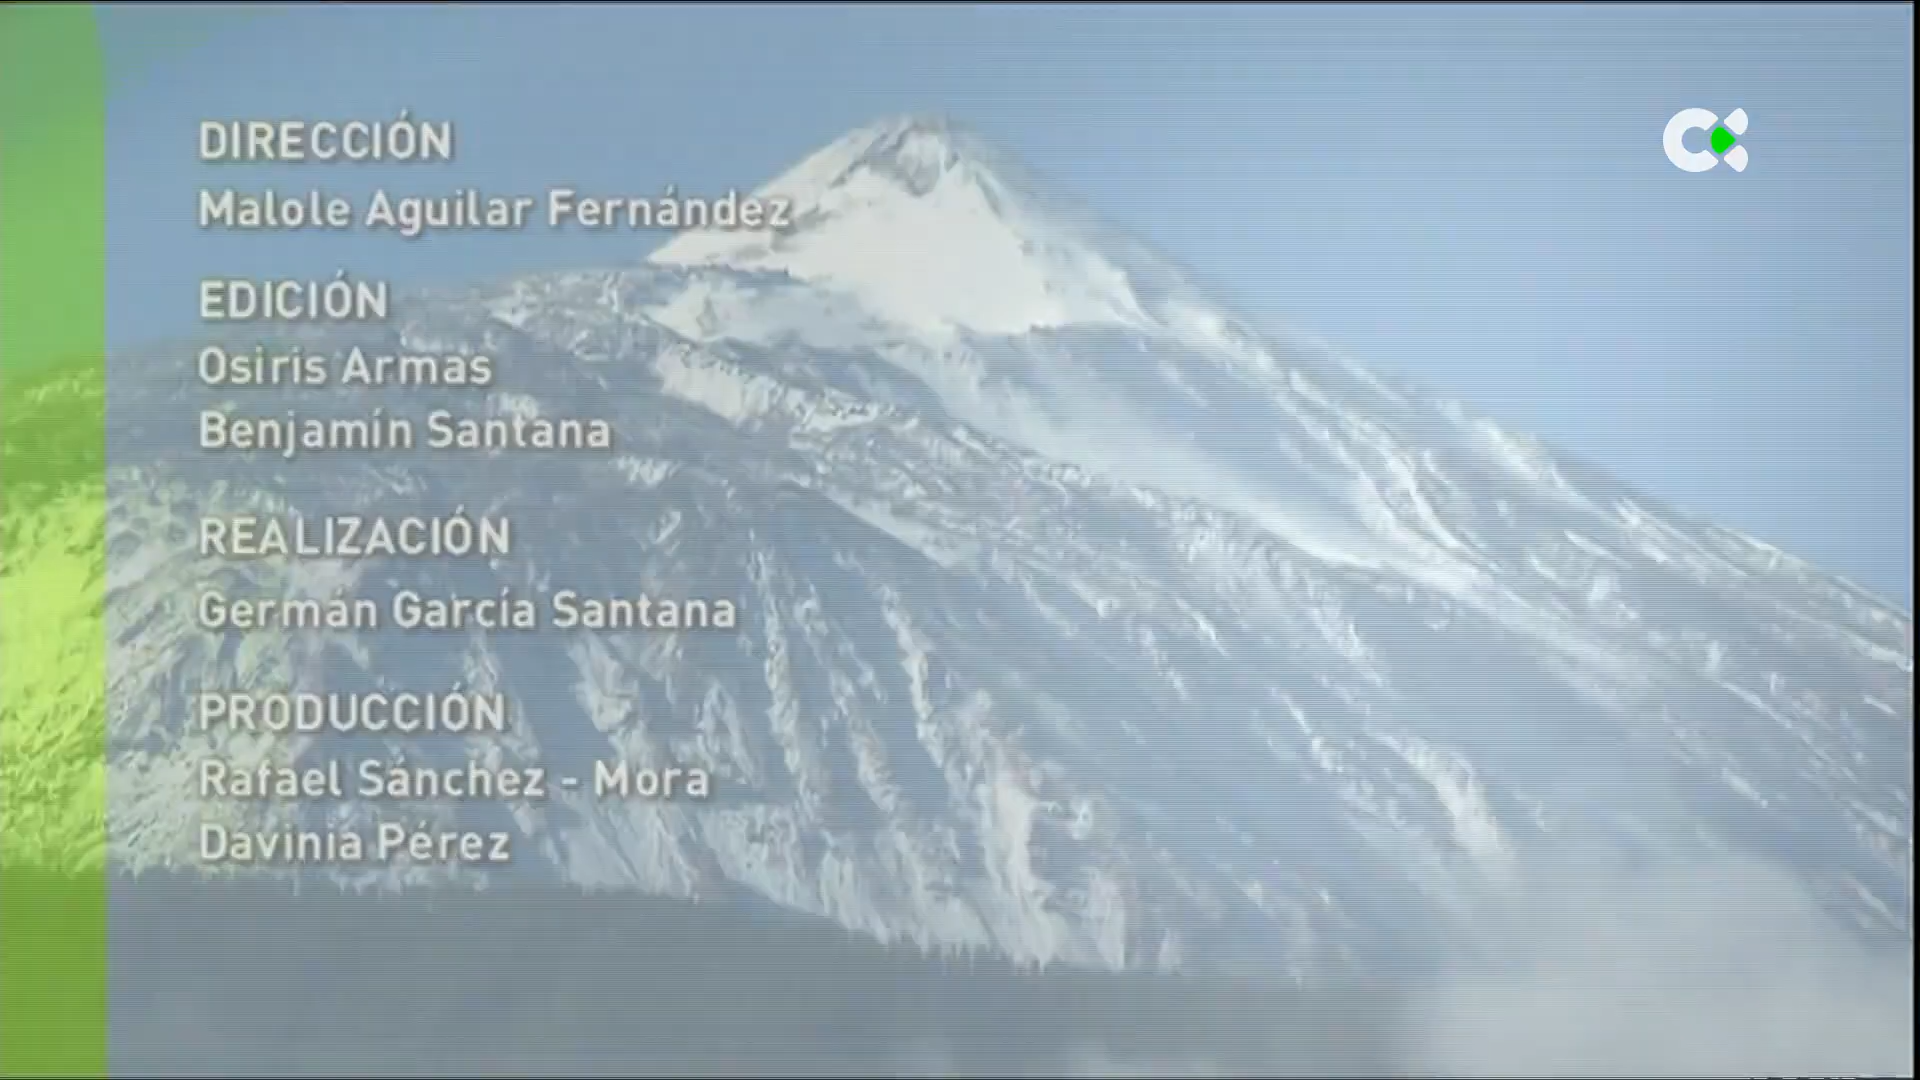 DIRECCIÓN
Malole Aguilar Fernández
EDICIÓN
Osiris Armas
Benjamín Santana
REALIZACIÓN
Germán García Santana
PRODUCCIÓN
Rafael Sánchez - Mora
Davinia Pérez